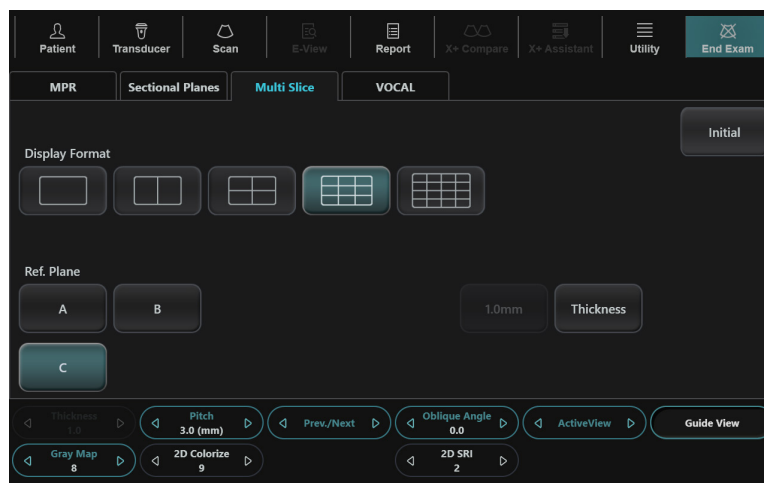 Patient Transducer Scan E-View Report X+ Compare X+ Assistant Utility End Exam
MPR Sectional Planes Multi Slice VOCAL
Initial
Display Format
Ref. Plane
A B 1.0mm Thickness
C
Thickness Pitch Prev./Next Oblique Angle ActiveView Guide View
1.0 3.0 (mm) 0.0
Gray Map 2D Colorize 2D SRI
8 9 2